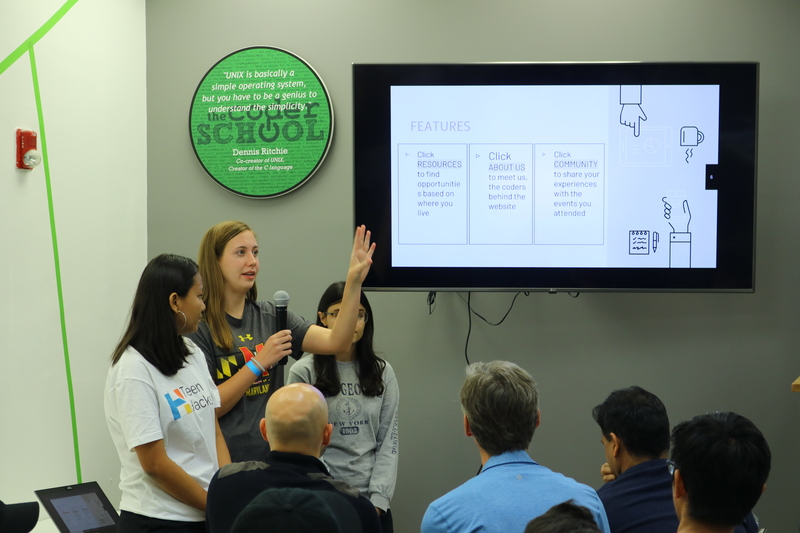 "UNIX is basically a
simple operating system,
but you have to be a genius to
understand the simplicity."
the Coder
SCHOOL
Dennis Ritchie
Co-creator of UNIX,
Creator of the C language
FEATURES
Click
RESOURCES
to find
opportunitie
s based on
where you
live
Click
ABOUT US
to meet us,
the coders
behind the
website
Click
COMMUNITY
to share your
experiences
with the
events you
attended
Teen
Hacks
MARYLAND
NEW YORK